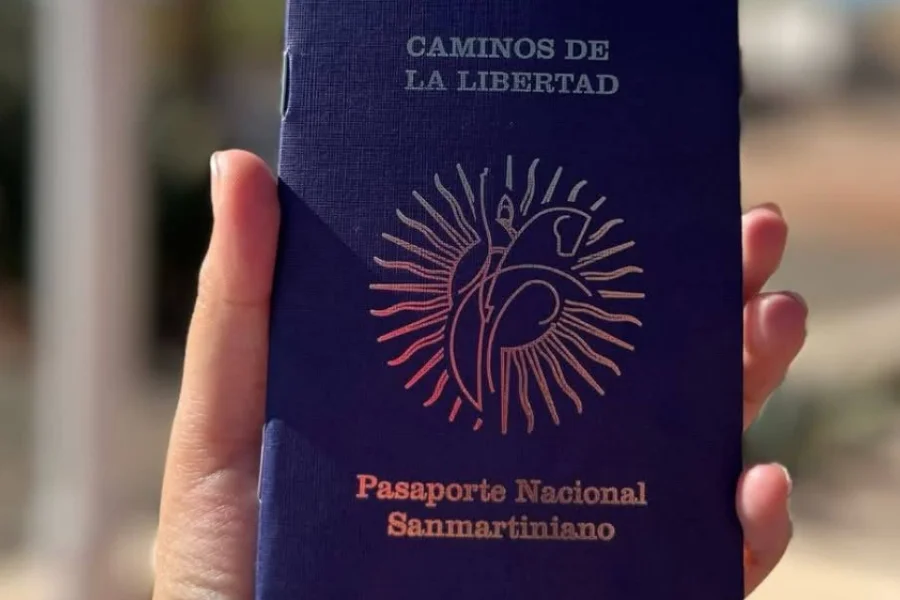 CAMINOS DE
LA LIBERTAD
Pasaporte Nacional
Sanmartiniano